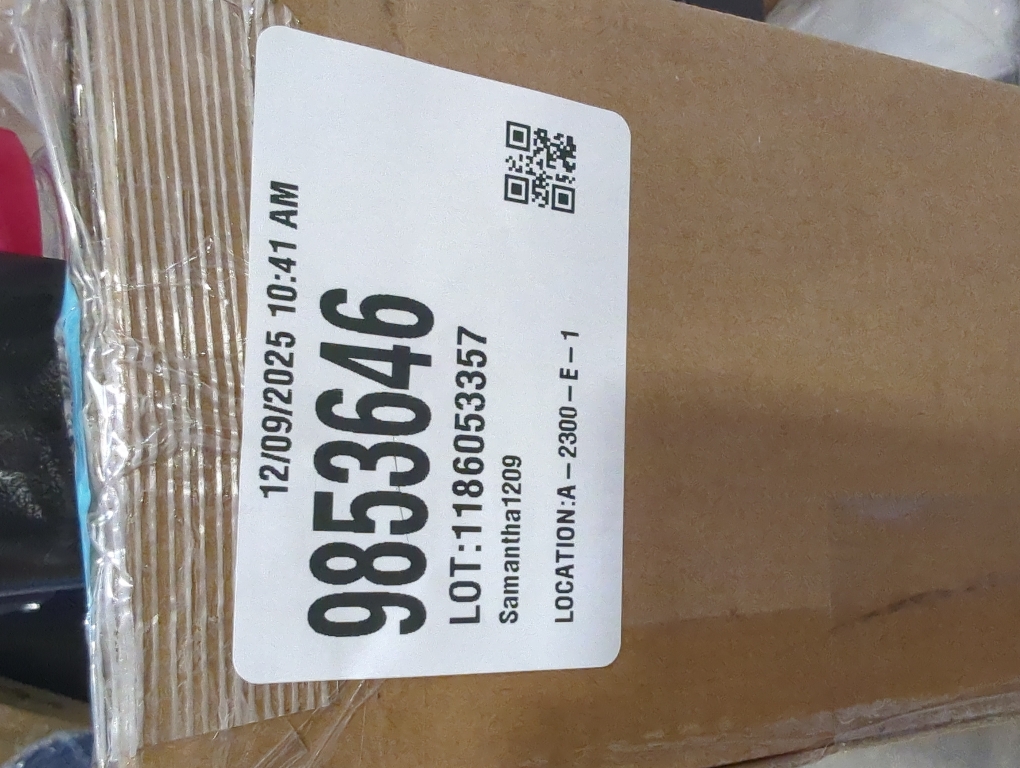 12/09/2025 10:41 AM
9853646
LOT:1186053357
Samantha1209
LOCATION:A-2300-E-1